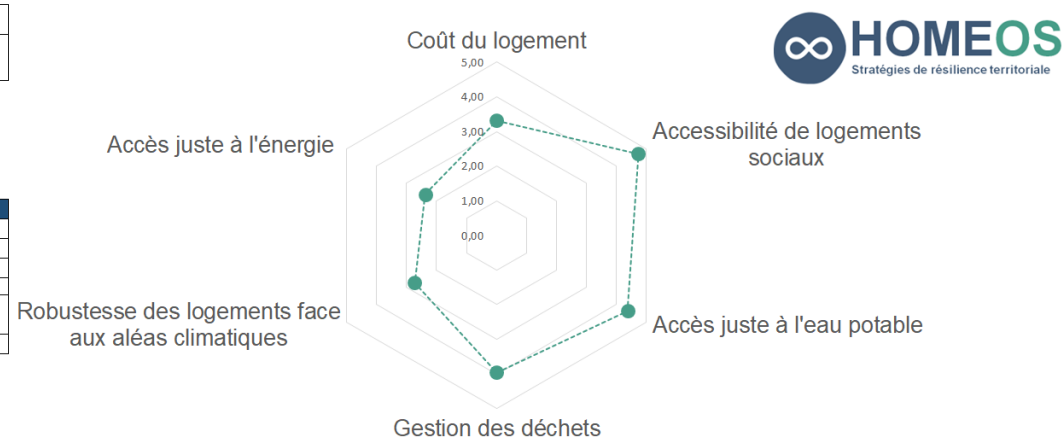 HOMEOS
Stratégies de résilience territoriale
Coût du logement
5,00
4,00
3,00
2,00
1,00
0,00
Accessibilité de logements
sociaux
Accès juste à l'énergie
Robustesse des logements face
aux aléas climatiques
Accès juste à l'eau potable
Gestion des déchets